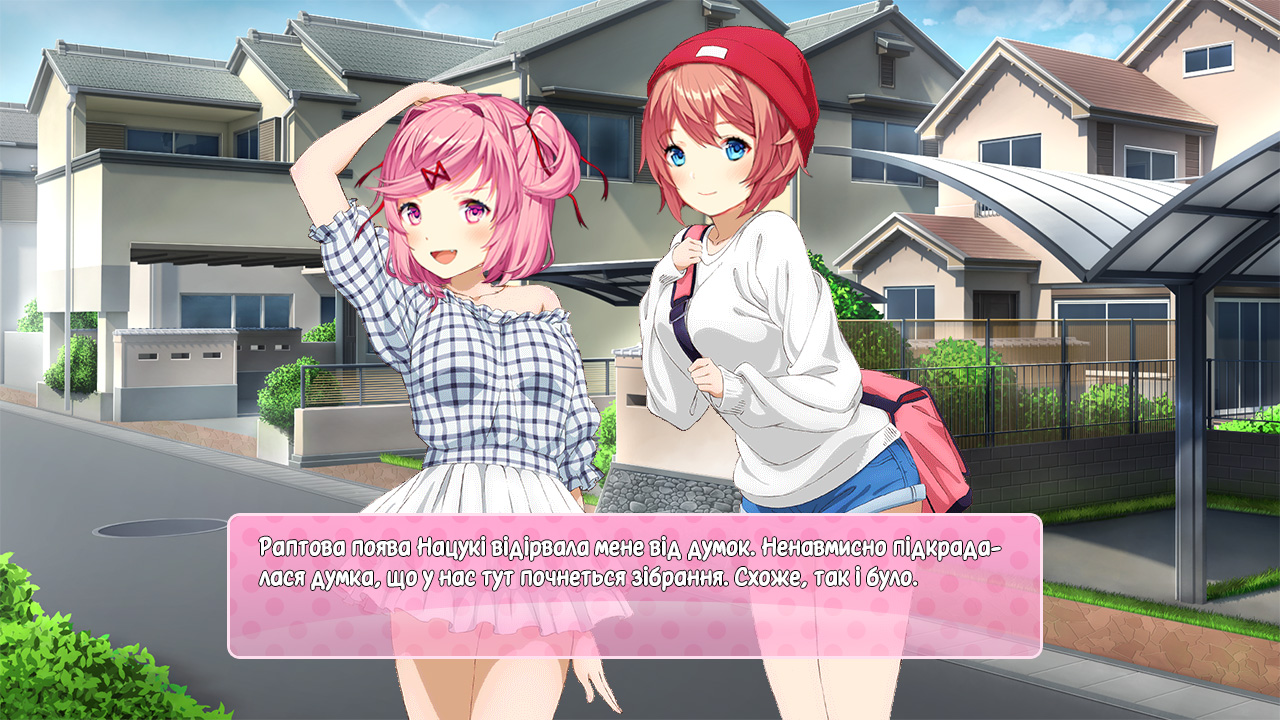 Раптова поява Нацукі відірвала мене від думок. Ненавмисно підкрада-
лася думка, що у нас тут почнеться зібрання. Схоже, так і було.